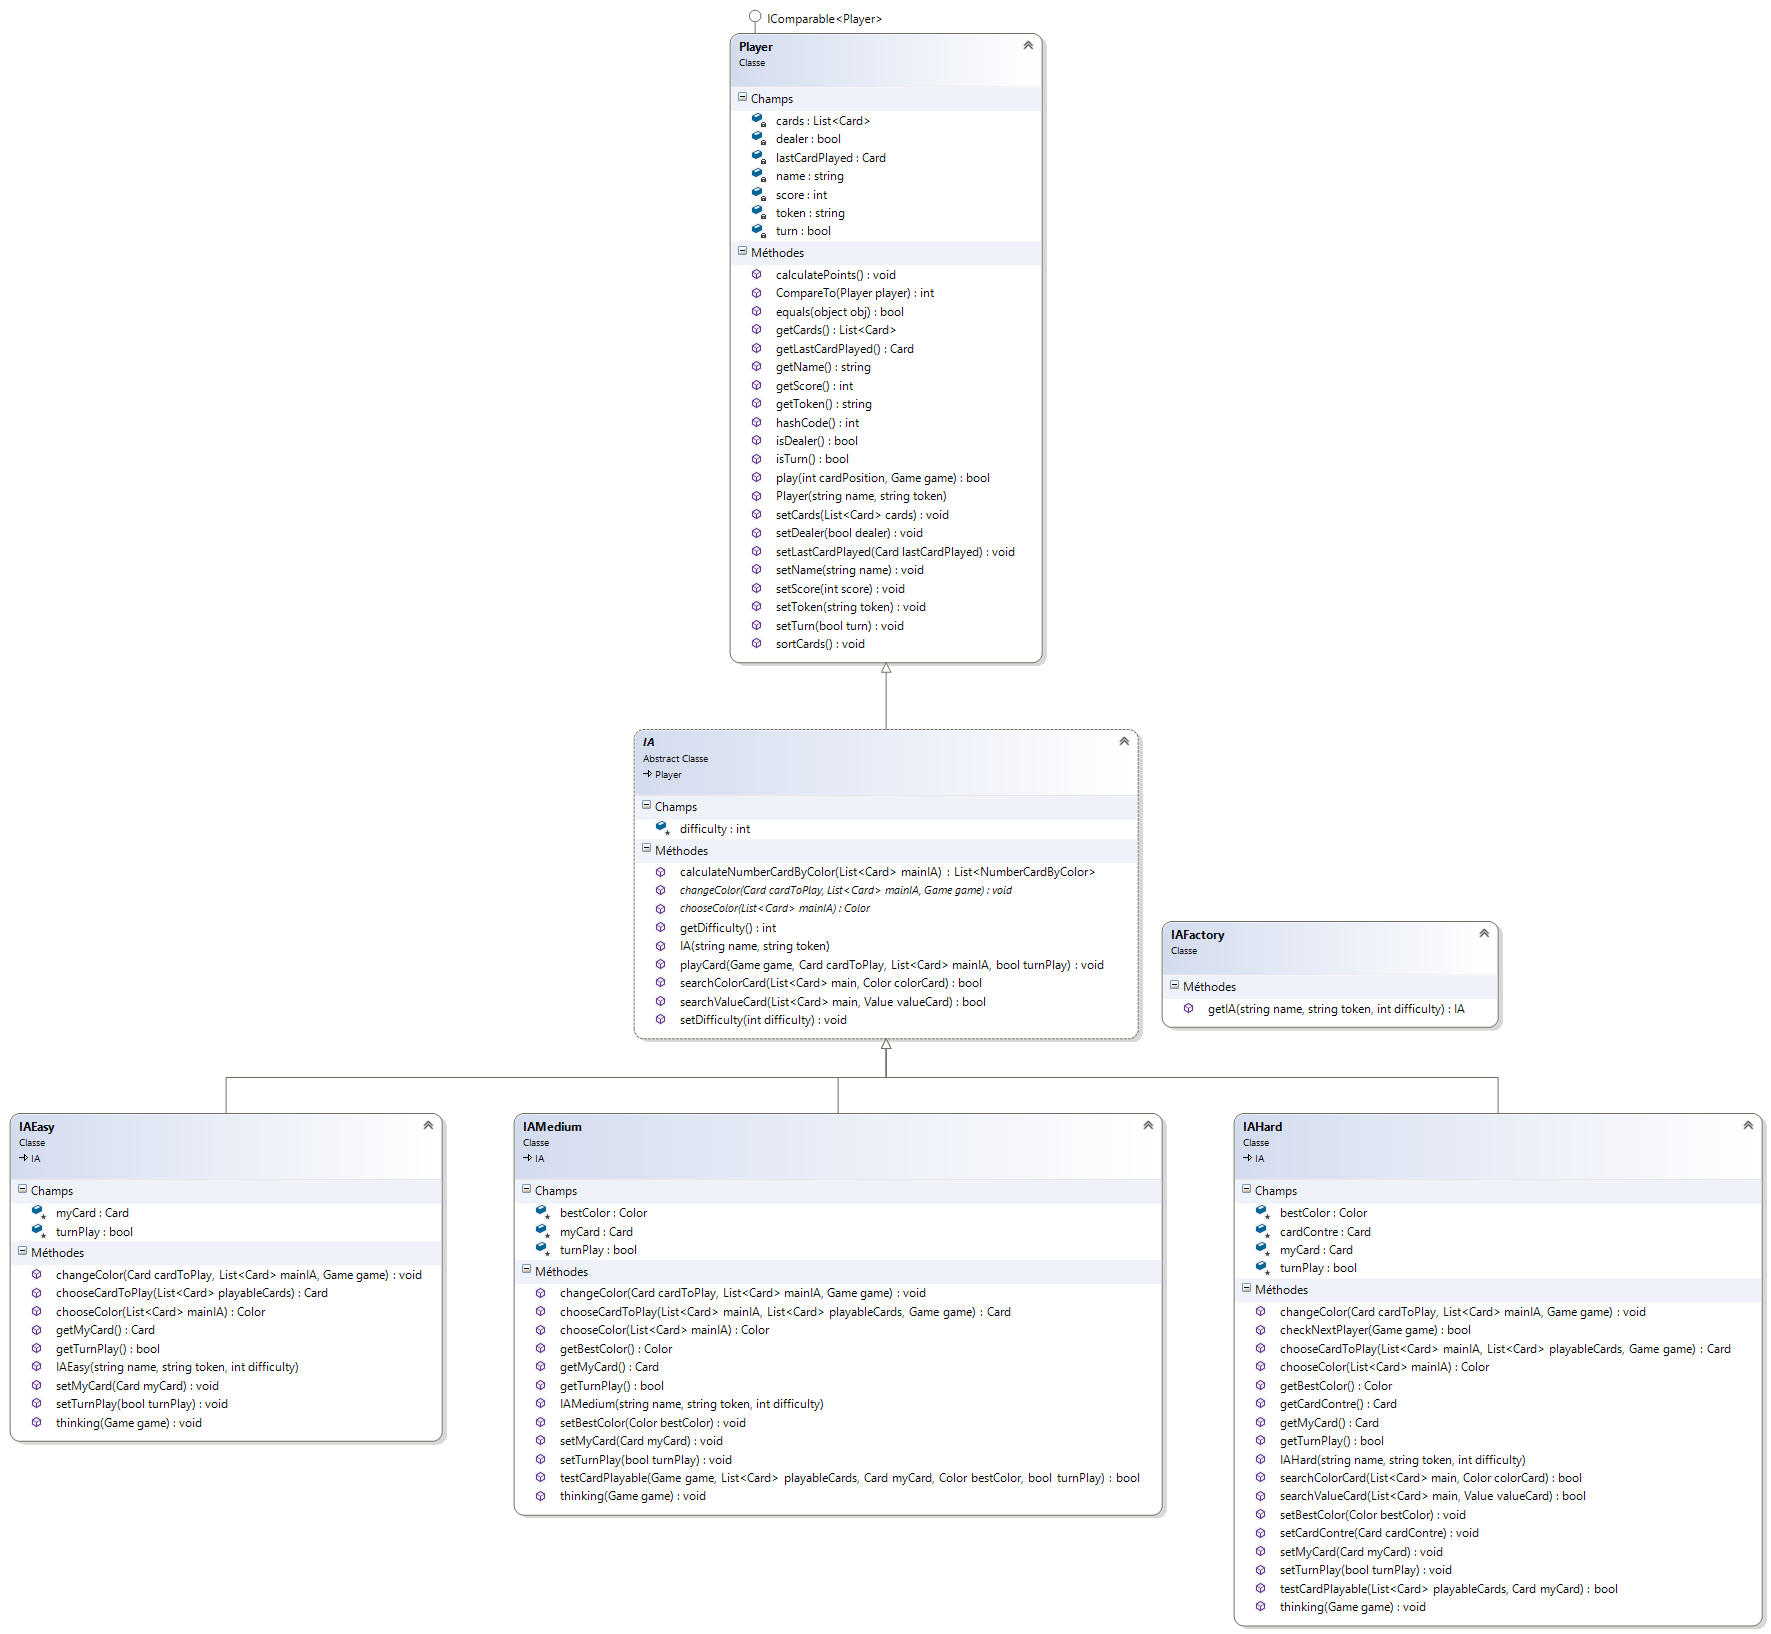 IComparable<Player>
Player
Classe
Champs
cards : List<Card>
dealer : bool
lastCardPlayed : Card
name : string
score : int
token : string
turn : bool
Méthodes
calculatePoints() : void
CompareTo(Player player) : int
equals(object obj) : bool
getCards() : List<Card>
getLastCardPlayed() : Card
getName() : string
getScore() : int
getToken() : string
hashCode() : int
isDealer() : bool
isTurn() : bool
play(int cardPosition, Game game) : bool
Player(string name, string token)
setCards(List<Card> cards) : void
setDealer(bool dealer) : void
setLastCardPlayed(Card lastCardPlayed) : void
setName(string name) : void
setScore(int score) : void
setToken(string token) : void
setTurn(bool turn) : void
sortCards() : void
IA
Abstract Classe
Player
Champs
difficulty : int
Méthodes
calculateNumberCardByColor(List<Card> mainIA) : List<NumberCardByColor>
changeColor(Card cardToPlay, List<Card> mainIA, Game game) : void
chooseColor(List<Card> mainIA) : Color
getDifficulty() : int
IA(string name, string token)
playCard(Game game, Card cardToPlay, List<Card> mainIA, bool turnPlay) : void
searchColorCard(List<Card> main, Color colorCard) : bool
searchValueCard(List<Card> main, Value valueCard) : bool
setDifficulty(int difficulty) : void
IAFactory
Classe
Méthodes
getIA(string name, string token, int difficulty) : IA
IAEasy
Classe
IA
Champs
myCard : Card
turnPlay : bool
Méthodes
changeColor(Card cardToPlay, List<Card> mainIA, Game game) : void
chooseCardToPlay(List<Card> playableCards) : Card
chooseColor(List<Card> mainIA) : Color
getMyCard() : Card
getTurnPlay() : bool
IAEasy(string name, string token, int difficulty)
setMyCard(Card myCard) : void
setTurnPlay(bool turnPlay) : void
thinking(Game game) : void
IAMedium
Classe
IA
Champs
bestColor : Color
myCard : Card
turnPlay : bool
Méthodes
changeColor(Card cardToPlay, List<Card> mainIA, Game game) : void
chooseCardToPlay(List<Card> mainIA, List<Card> playableCards, Game game) : Card
chooseColor(List<Card> mainIA) : Color
getBestColor() : Color
getMyCard() : Card
getTurnPlay() : bool
IAMedium(string name, string token, int difficulty)
setBestColor(Color bestColor) : void
setMyCard(Card myCard) : void
setTurnPlay(bool turnPlay) : void
testCardPlayable(Game game, List<Card> playableCards, Card myCard, Color bestColor, bool turnPlay) : bool
thinking(Game game) : void
IAHard
Classe
IA
Champs
bestColor : Color
cardContre : Card
myCard : Card
turnPlay : bool
Méthodes
changeColor(Card cardToPlay, List<Card> mainIA, Game game) : void
checkNextPlayer(Game game) : bool
chooseCardToPlay(List<Card> mainIA, List<Card> playableCards, Game game) : Card
chooseColor(List<Card> mainIA) : Color
getBestColor() : Color
getCardContre() : Card
getMyCard() : Card
getTurnPlay() : bool
IAHard(string name, string token, int difficulty)
searchColorCard(List<Card> main, Color colorCard) : bool
searchValueCard(List<Card> main, Value valueCard) : bool
setBestColor(Color bestColor) : void
setCardContre(Card cardContre) : void
setMyCard(Card myCard) : void
setTurnPlay(bool turnPlay) : void
testCardPlayable(List<Card> playableCards, Card myCard) : bool
thinking(Game game) : void